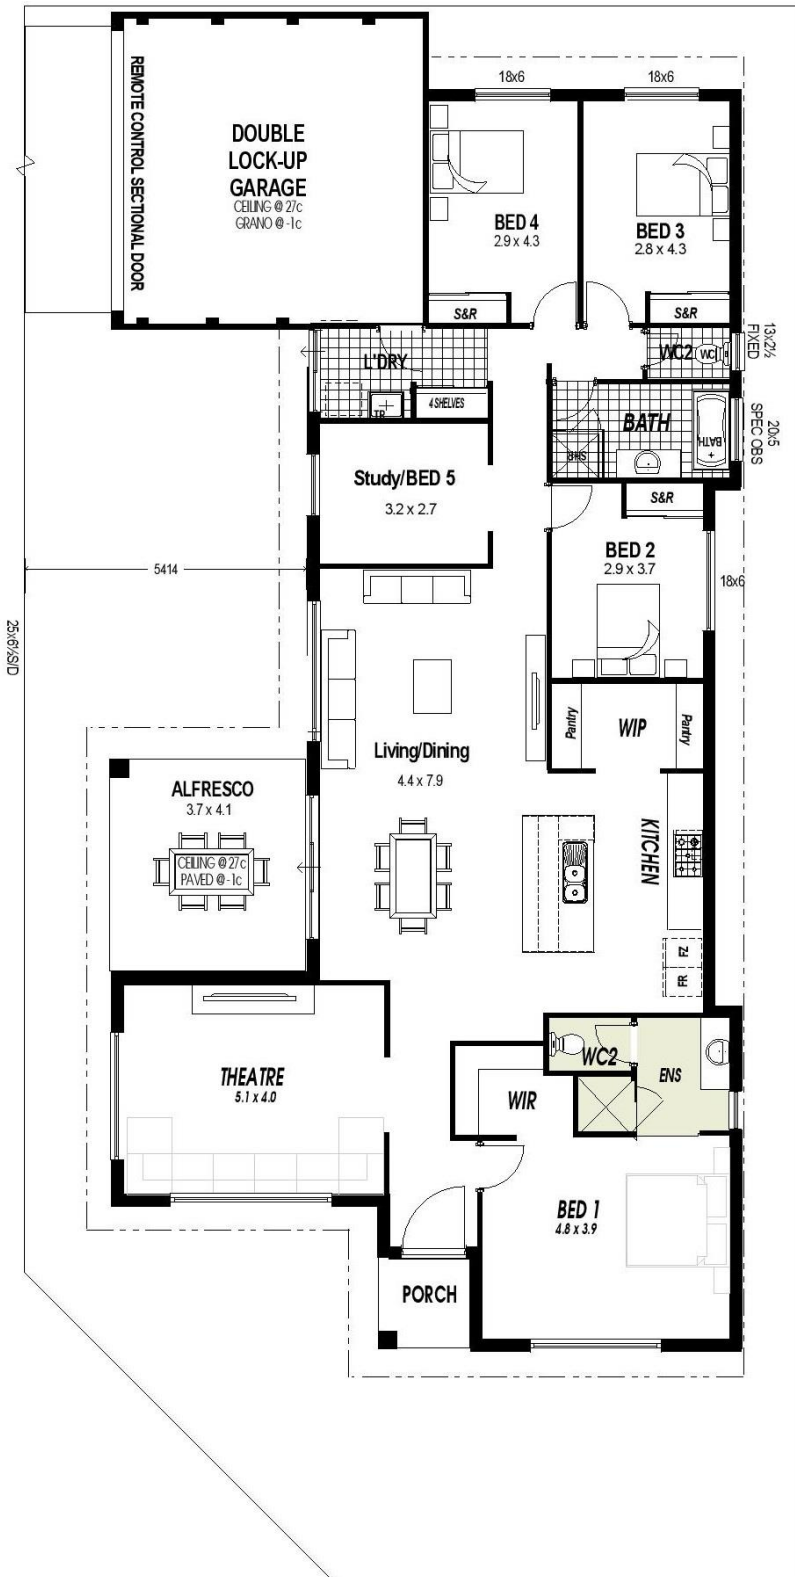 18x6
18x6
REMOTE CONTROL SECTIONAL DOOR
DOUBLE
LOCK-UP
GARAGE
CEILING @ 27c
GRANO @ -1c
BED 4
2.9 x 4.3
BED 3
2.8 x 4.3
S&R
S&R
13x2½
FIXED
L'DRY
WC2
WC
TR
4 SHELVES
BATH
SHR
BATH
20x5
SPEC OBS
Study/BED 5
3.2 x 2.7
S&R
BED 2
2.9 x 3.7
18x6
5414
25x6½S/D
Pantry
WIP
Pantry
Living/Dining
4.4 x 7.9
ALFRESCO
3.7 x 4.1
CEILING @ 27c
PAVED @ -1c
KITCHEN
FZ
FR
THEATRE
5.1 x 4.0
WC2
ENS
WIR
BED 1
4.8 x 3.9
PORCH